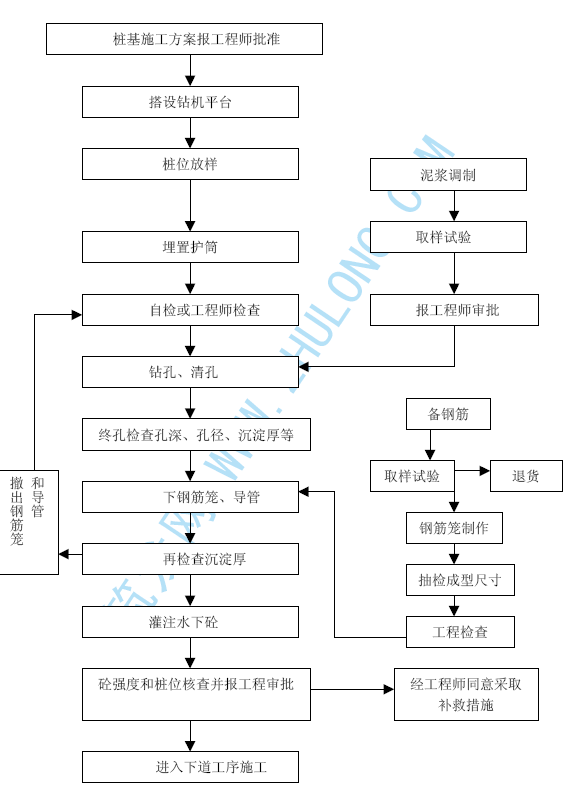 桩基施工方案报工程师批准
搭设钻机平台
桩位放样
泥浆调制
取样试验
埋置护筒
自检或工程师检查
报工程师审批
钻孔、清孔
备钢筋
终孔检查孔深、孔径、沉淀厚等
取样试验
退货
撤出钢筋笼
和导管
下钢筋笼、导管
钢筋笼制作
再检查沉淀厚
抽检成型尺寸
灌注水下砼
工程检查
砼强度和桩位核查并报工程审批
经工程师同意采取
补救措施
进入下道工序施工
筑龙网 WWW.ZHULONG.COM